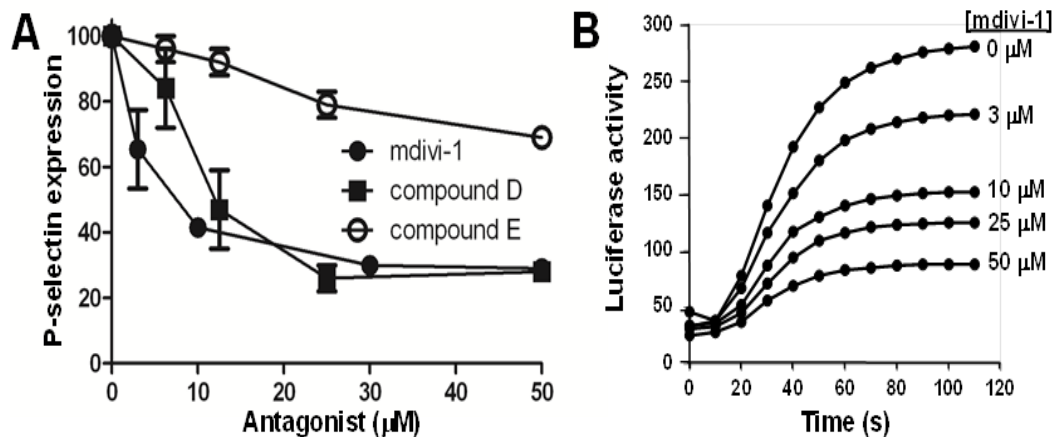 A
P-selectin expression
100
80
60
40
20
0
0
10
20
30
40
50
Antagonist (µM)
mdivi-1
compound D
compound E
B
Luciferase activity
300
250
200
150
100
50
0
0
20
40
60
80
100
120
Time (s)
[mdivi-1]
0 µM
3 µM
10 µM
25 µM
50 µM